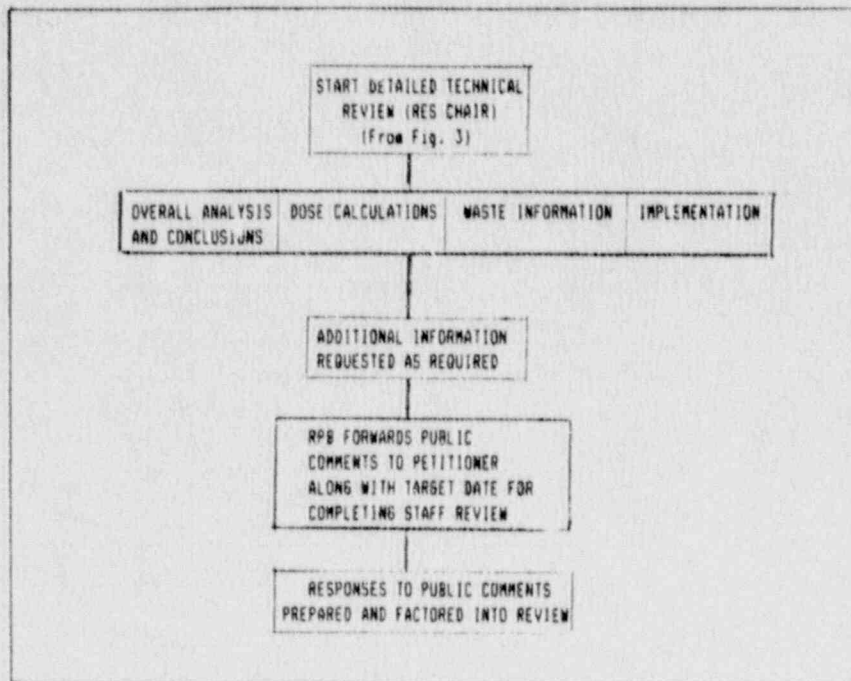 START DETAILED TECHNICAL
REVIEW (RES CHAIR)
(From Fig. 3)
OVERALL ANALYSIS
AND CONCLUSIONS
DOSE CALCULATIONS
WASTE INFORMATION
IMPLEMENTATION
ADDITIONAL INFORMATION
REQUESTED AS REQUIRED
RPB FORWARDS PUBLIC
COMMENTS TO PETITIONER
ALONG WITH TARGET DATE FOR
COMPLETING STAFF REVIEW
RESPONSES TO PUBLIC COMMENTS
PREPARED AND FACTORED INTO REVIEW